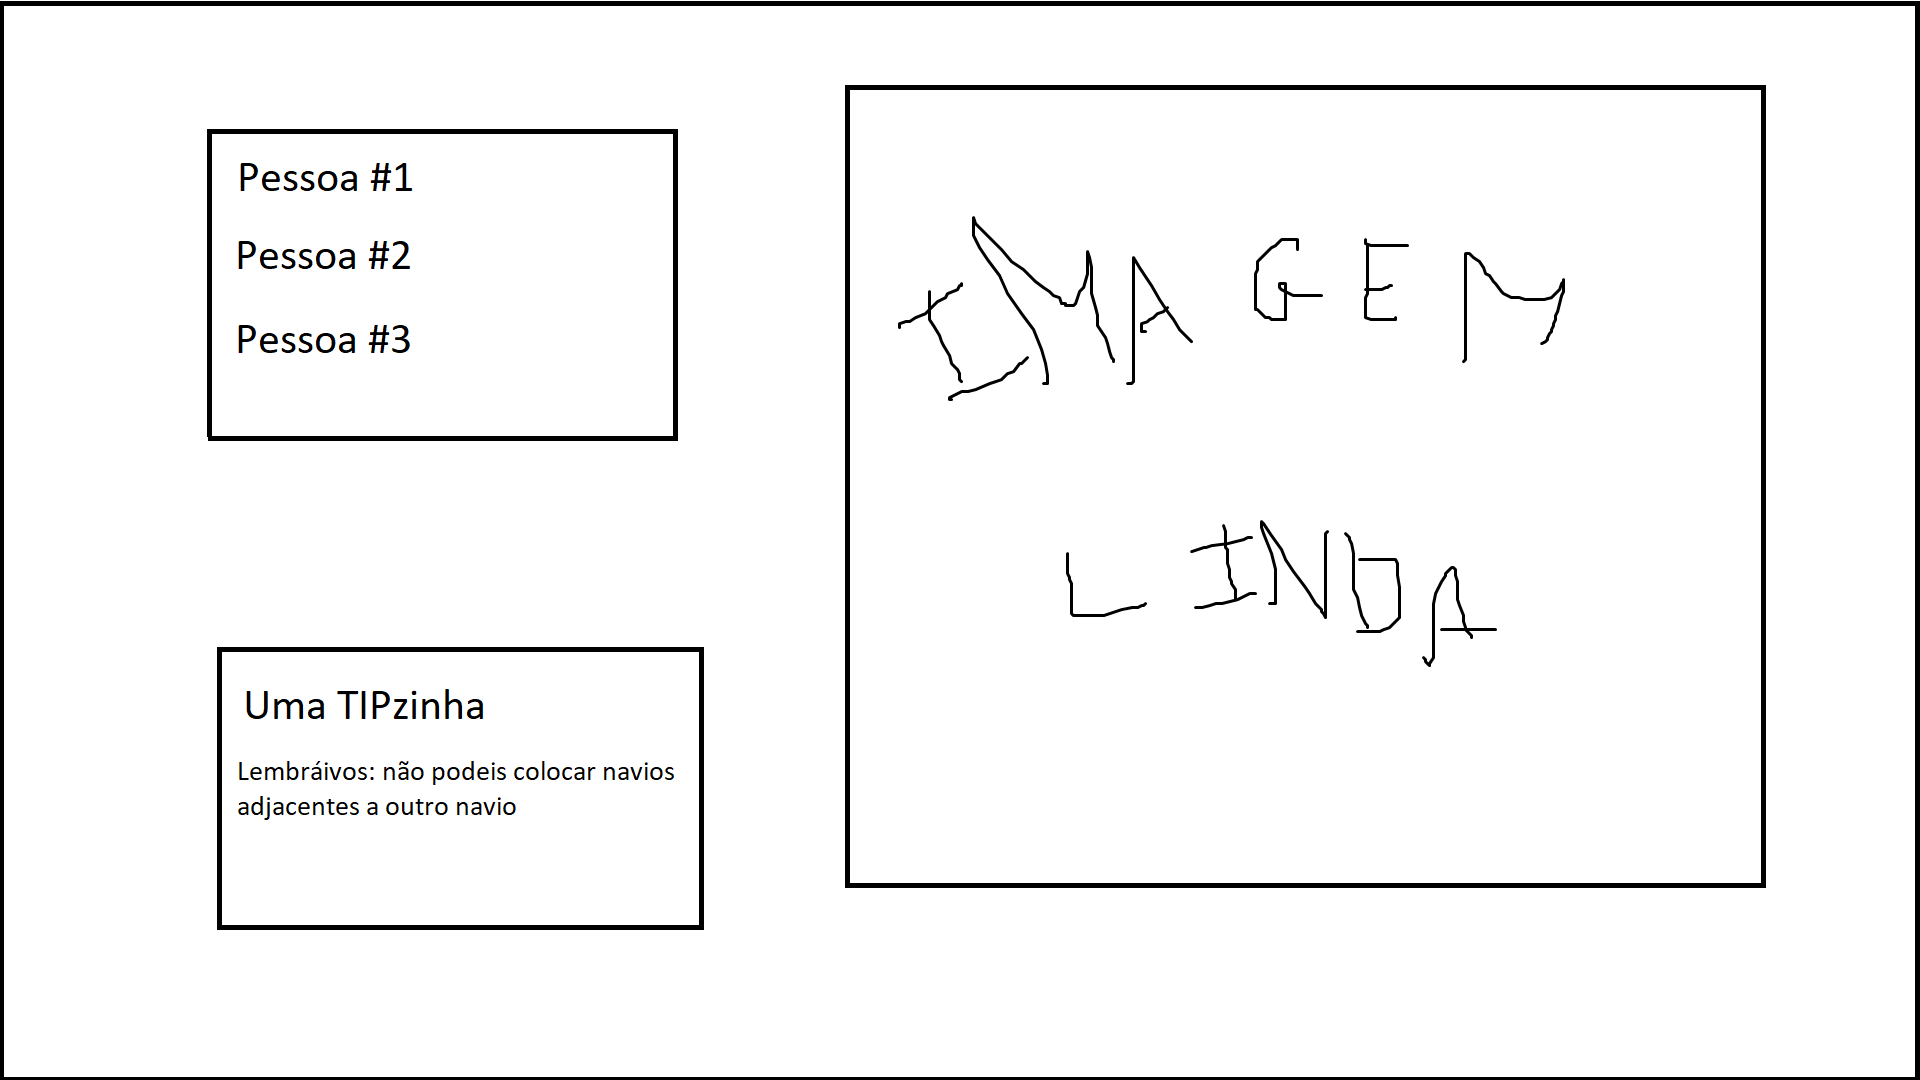 Pessoa #1
Pessoa #2
Pessoa #3
Uma TIPzinha
Lembráivos: não podeis colocar navios
adjacentes a outro navio
IMAGEM
LINDA